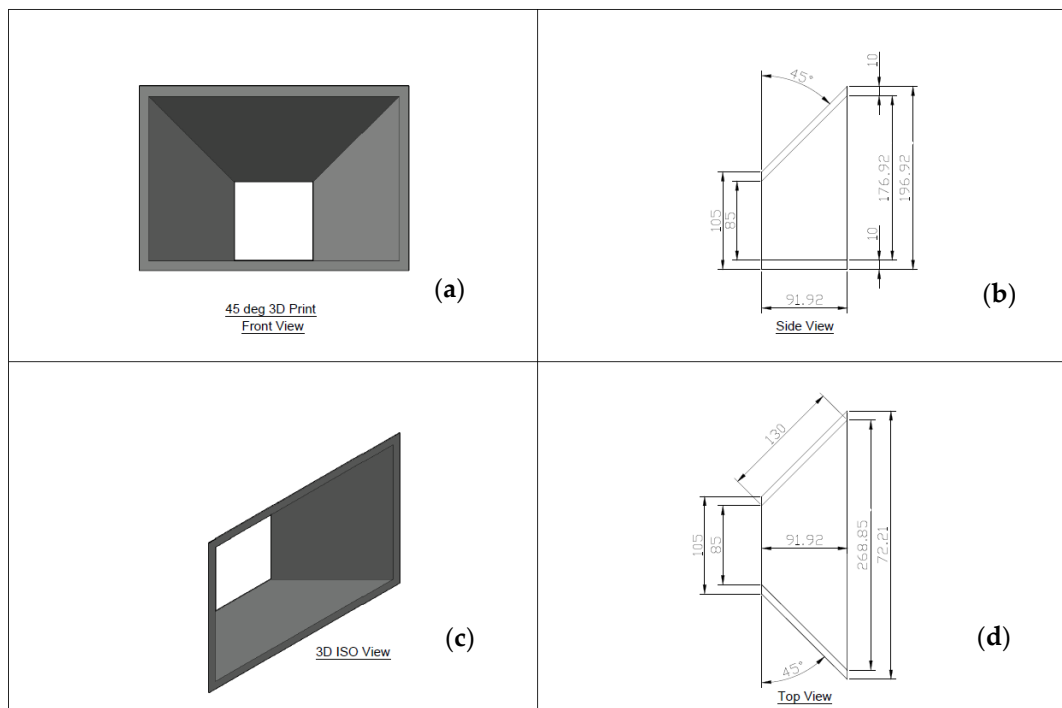 45 deg 3D Print
Front View
(a)
45°
10
105
85
176.92
196.92
10
91.92
Side View
(b)
3D ISO View
(c)
130
105
85
91.92
268.85
72.21
45°
Top View
(d)